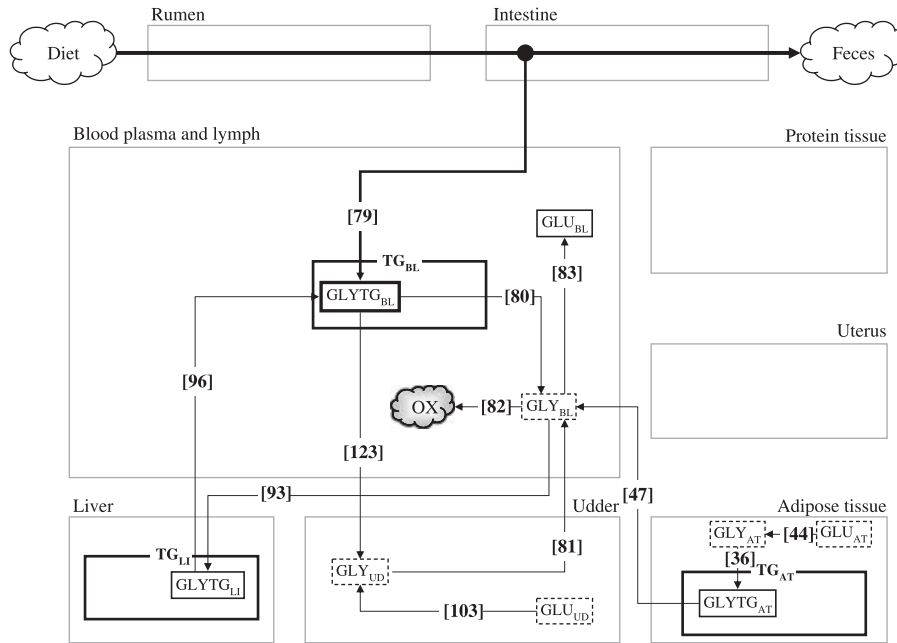 Rumen
Intestine
Diet
Feces
Blood plasma and lymph
Protein tissue
[79]
GLU_BL
TG_BL
[83]
GLYTG_BL
[80]
Uterus
[96]
OX
[82]
GLY_BL
[123]
[93]
[47]
Liver
Udder
Adipose tissue
GLY_AT
[44]
GLU_AT
TG_LI
[81]
[36]
TG_AT
GLYTG_LI
GLY_UD
GLYTG_AT
[103]
GLU_UD